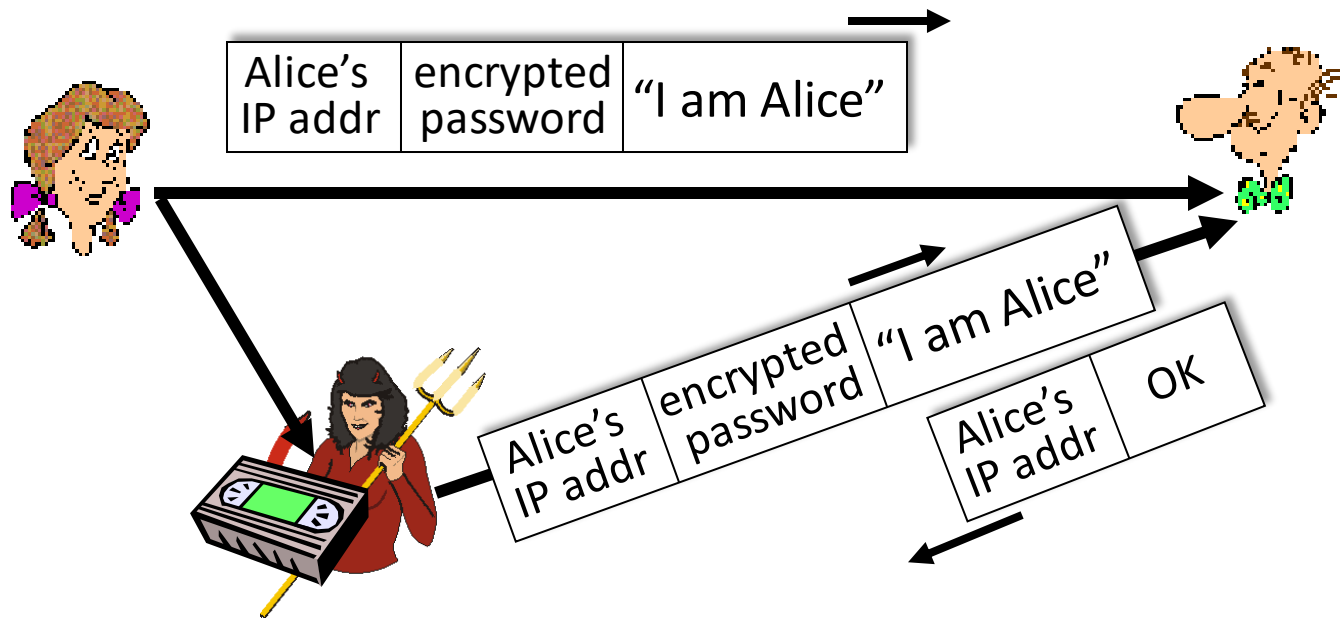 Alice’s
IP addr
encrypted
password
“I am Alice”
Alice’s
IP addr
encrypted
password
“I am Alice”
Alice’s
IP addr
OK